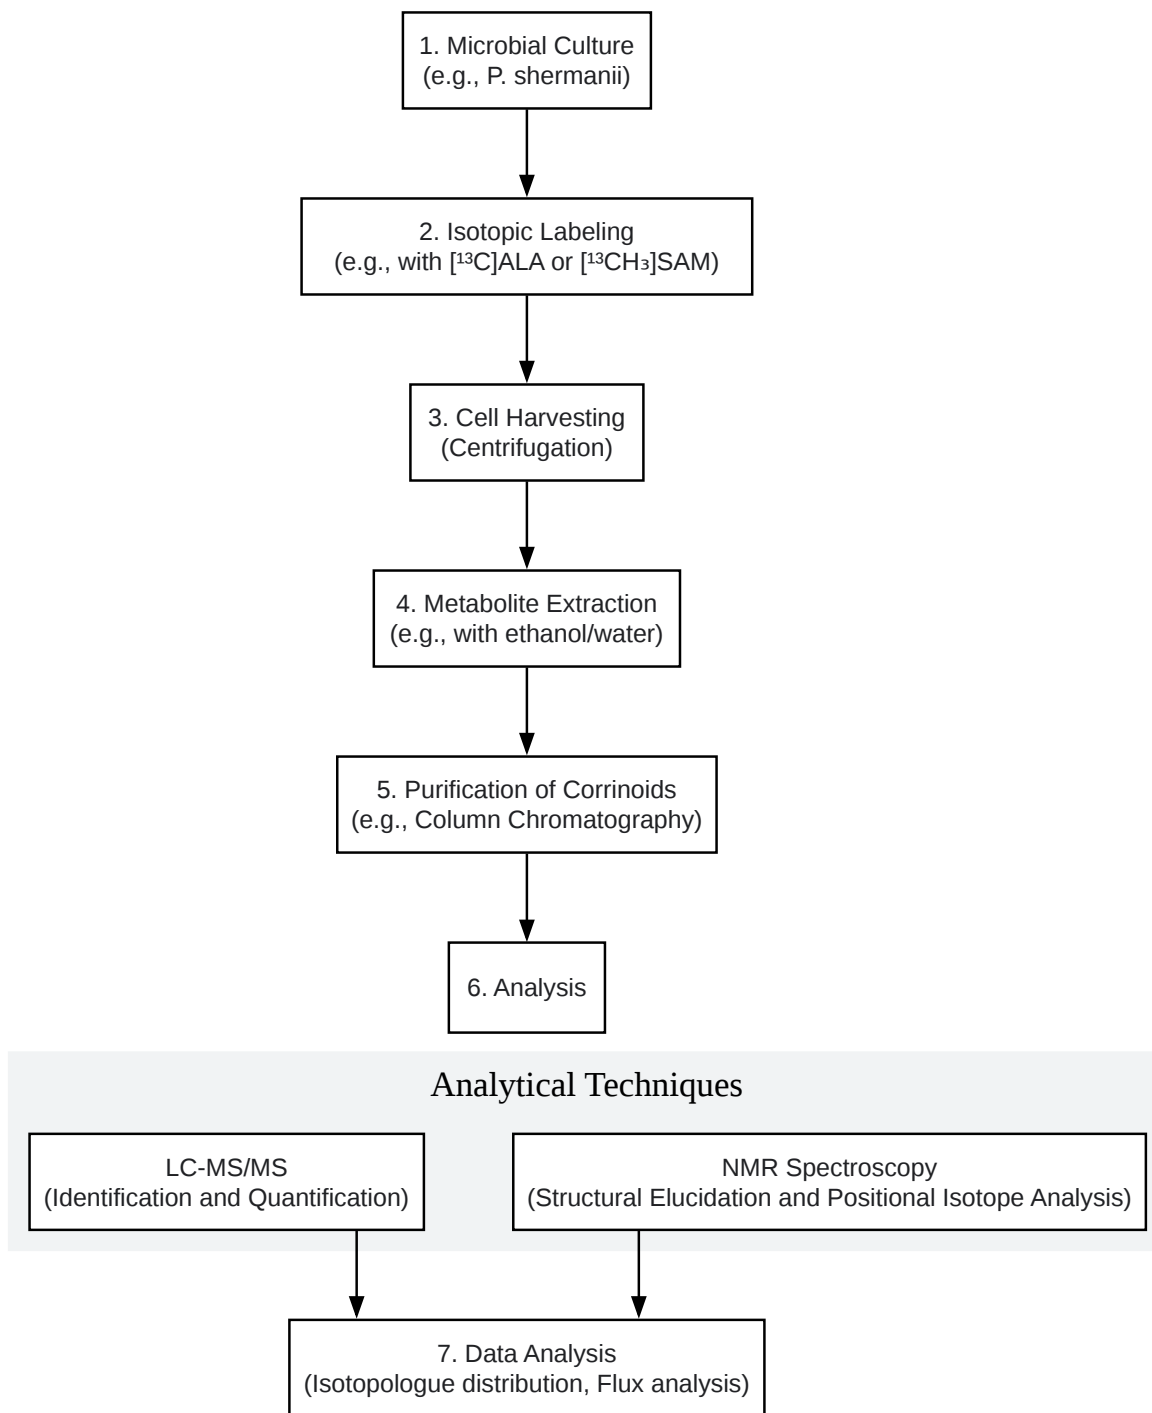 1. Microbial Culture
(e.g., P. shermanii)
2. Isotopic Labeling
(e.g., with [¹³C]ALA or [¹³CH₃]SAM)
3. Cell Harvesting
(Centrifugation)
4. Metabolite Extraction
(e.g., with ethanol/water)
5. Purification of Corrinoids
(e.g., Column Chromatography)
6. Analysis
Analytical Techniques
LC-MS/MS
(Identification and Quantification)
NMR Spectroscopy
(Structural Elucidation and Positional Isotope Analysis)
7. Data Analysis
(Isotopologue distribution, Flux analysis)